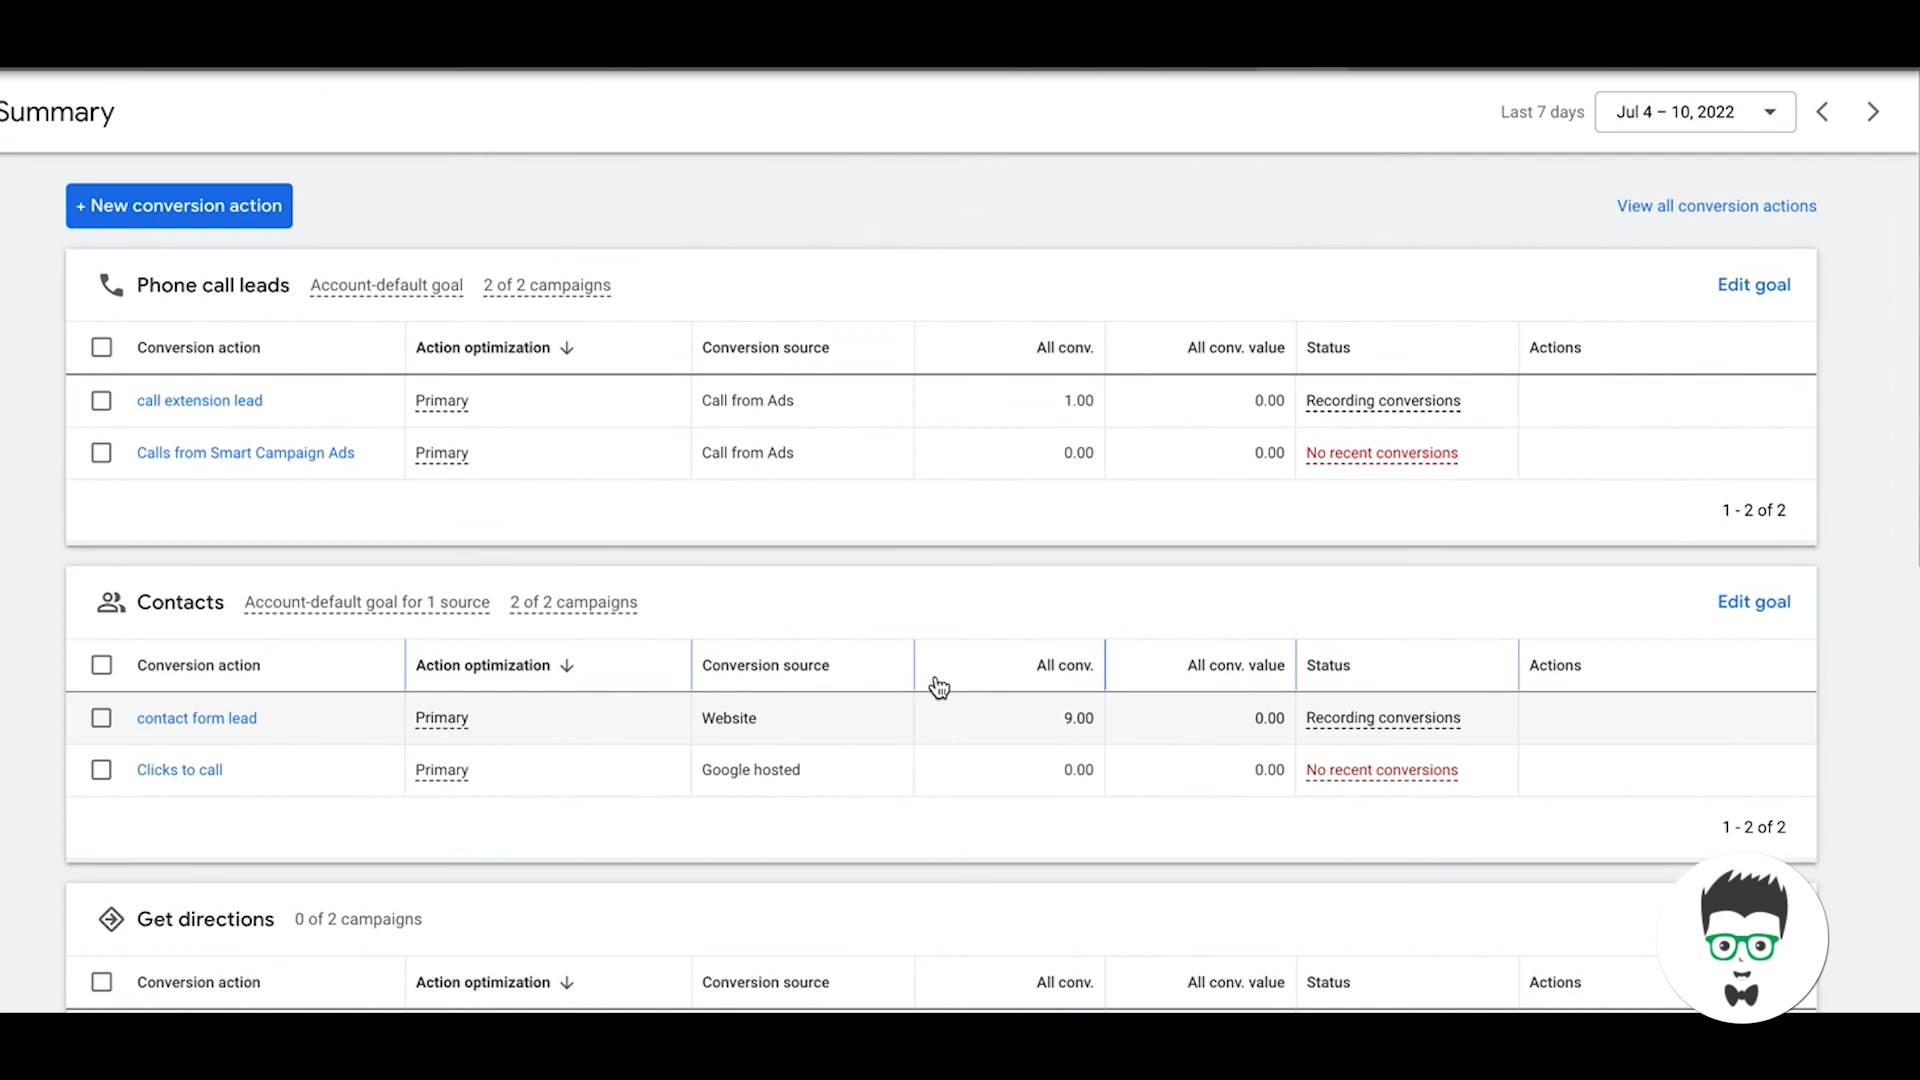 Summary
Last 7 days Jul 4 – 10, 2022
+ New conversion action
View all conversion actions
Phone call leads Account-default goal 2 of 2 campaigns Edit goal
Conversion action Action optimization Conversion source All conv. All conv. value Status Actions
call extension lead Primary Call from Ads 1.00 0.00 Recording conversions
Calls from Smart Campaign Ads Primary Call from Ads 0.00 0.00 No recent conversions
1 - 2 of 2
Contacts Account-default goal for 1 source 2 of 2 campaigns Edit goal
Conversion action Action optimization Conversion source All conv. All conv. value Status Actions
contact form lead Primary Website 9.00 0.00 Recording conversions
Clicks to call Primary Google hosted 0.00 0.00 No recent conversions
1 - 2 of 2
Get directions 0 of 2 campaigns
Conversion action Action optimization Conversion source All conv. All conv. value Status Actions